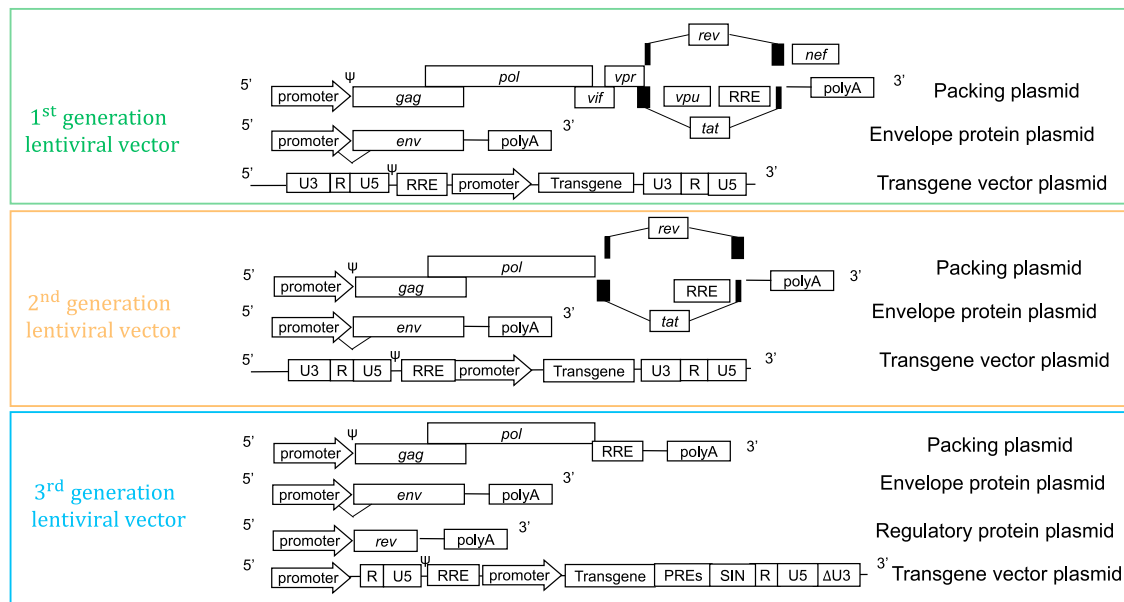 rev
nef
pol
vpr
5’
ψ
3’
promoter
gag
vif
vpu
RRE
polyA
Packing plasmid
1st generation
lentiviral vector
5’
tat
3’
promoter
env
polyA
Envelope protein plasmid
5’
ψ
3’
U3
R
U5
RRE
promoter
Transgene
U3
R
U5
Transgene vector plasmid
rev
pol
5’
ψ
3’
promoter
gag
RRE
polyA
Packing plasmid
2nd generation
lentiviral vector
5’
tat
3’
promoter
env
polyA
Envelope protein plasmid
5’
ψ
3’
U3
R
U5
RRE
promoter
Transgene
U3
R
U5
Transgene vector plasmid
5’
ψ
pol
3’
promoter
gag
RRE
polyA
Packing plasmid
3rd generation
lentiviral vector
5’
3’
promoter
env
polyA
Envelope protein plasmid
5’
3’
promoter
rev
polyA
Regulatory protein plasmid
5’
ψ
3’
promoter
R
U5
RRE
promoter
Transgene
PREs
SIN
R
U5
ΔU3
Transgene vector plasmid